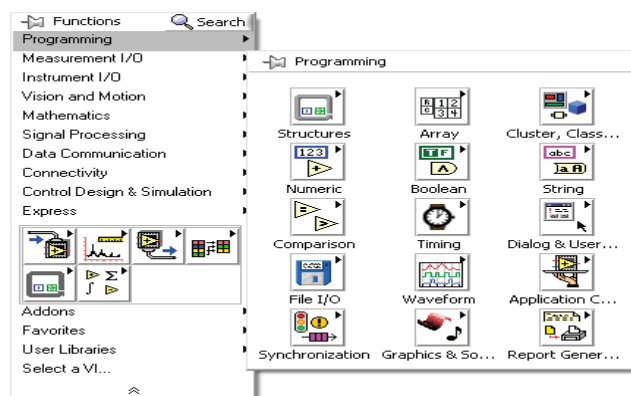 Functions Search
Programming
Measurement I/O
Instrument I/O
Vision and Motion
Mathematics
Signal Processing
Data Communication
Connectivity
Control Design & Simulation
Express
Addons
Favorites
User Libraries
Select a VI...
Programming
Structures Array Cluster, Class...
123
Numeric Boolean String
Comparison Timing Dialog & User...
File I/O Waveform Application C...
Synchronization Graphics & So... Report Gener...